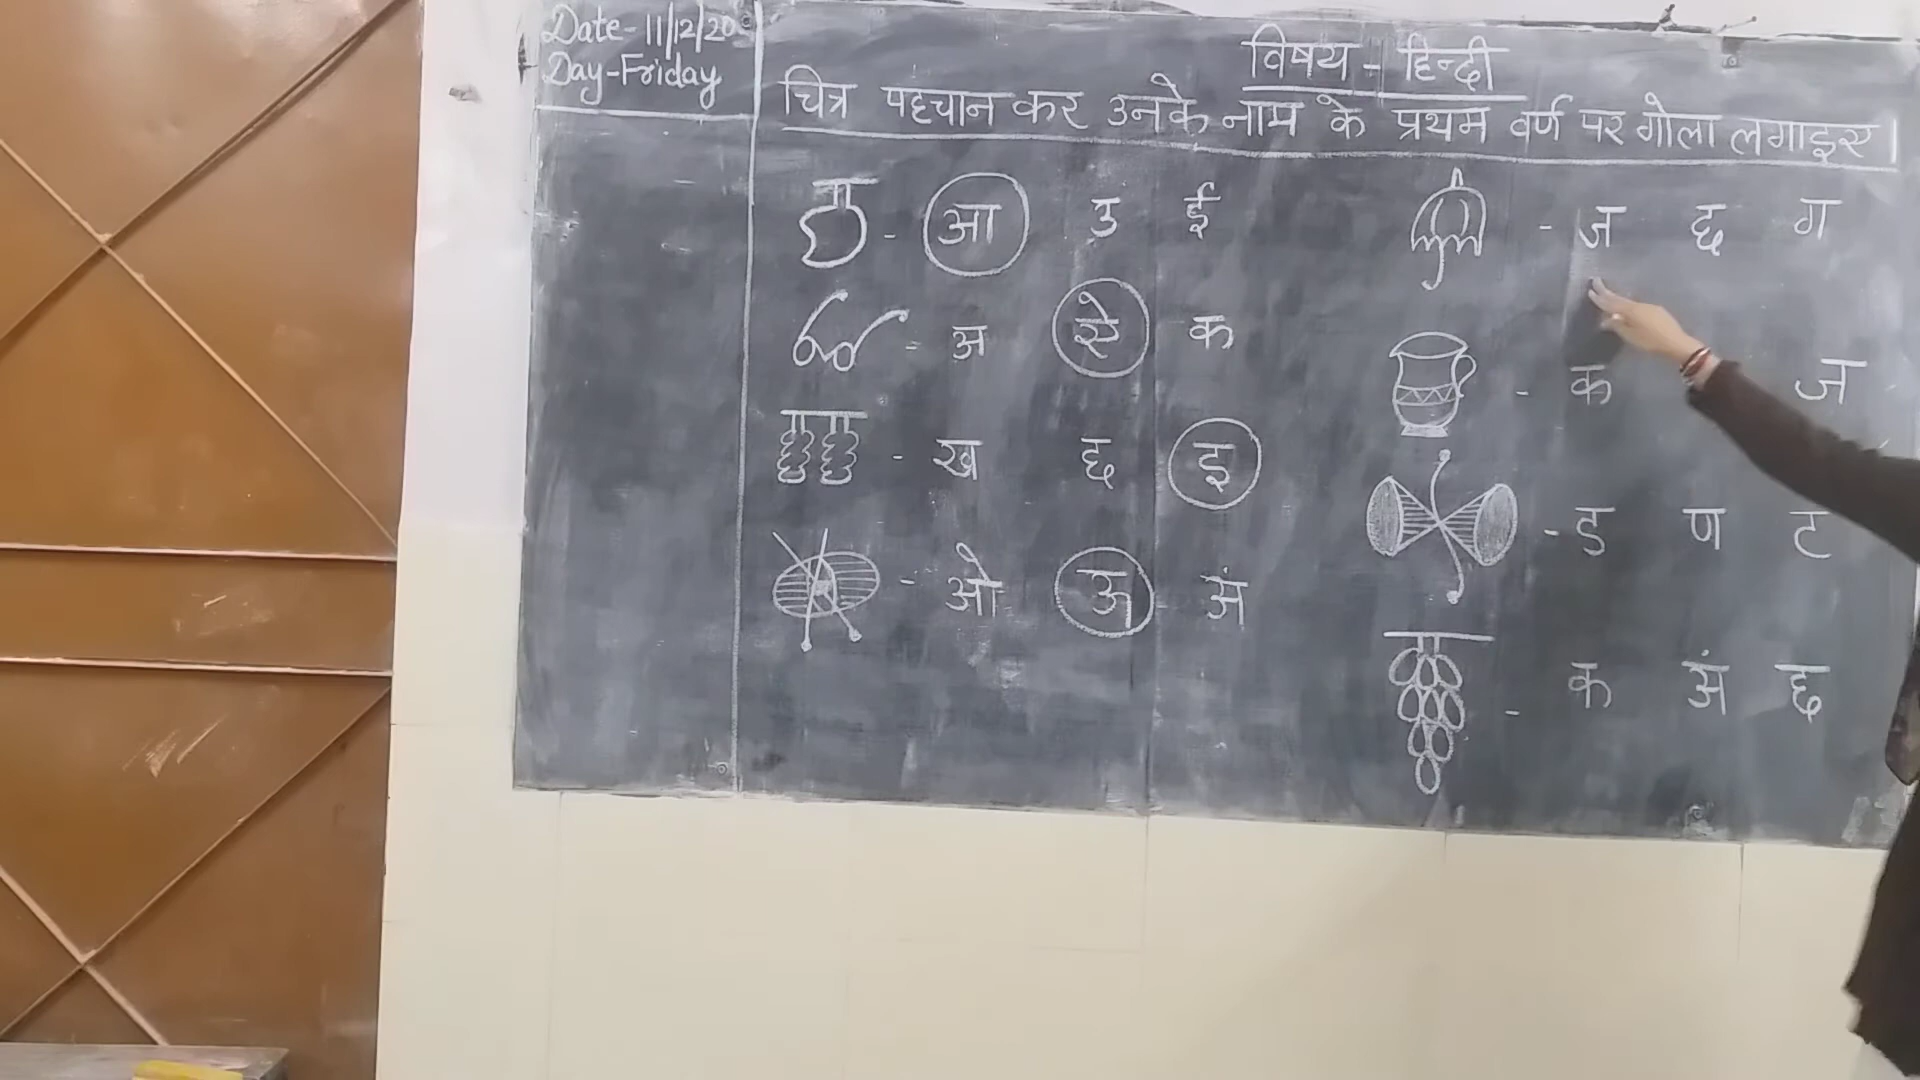 Date-11/12/20
Day-Friday
विषय - हिन्दी
चित्र पहचान कर उनके नाम के प्रथम वर्ण पर गोला लगाइए।
- आ उ ई
- अ ऐ क
- ख छ इ
- ओ ऊ अं
- ज छ ग
- क ज
- ड ण ट
- क अं छ